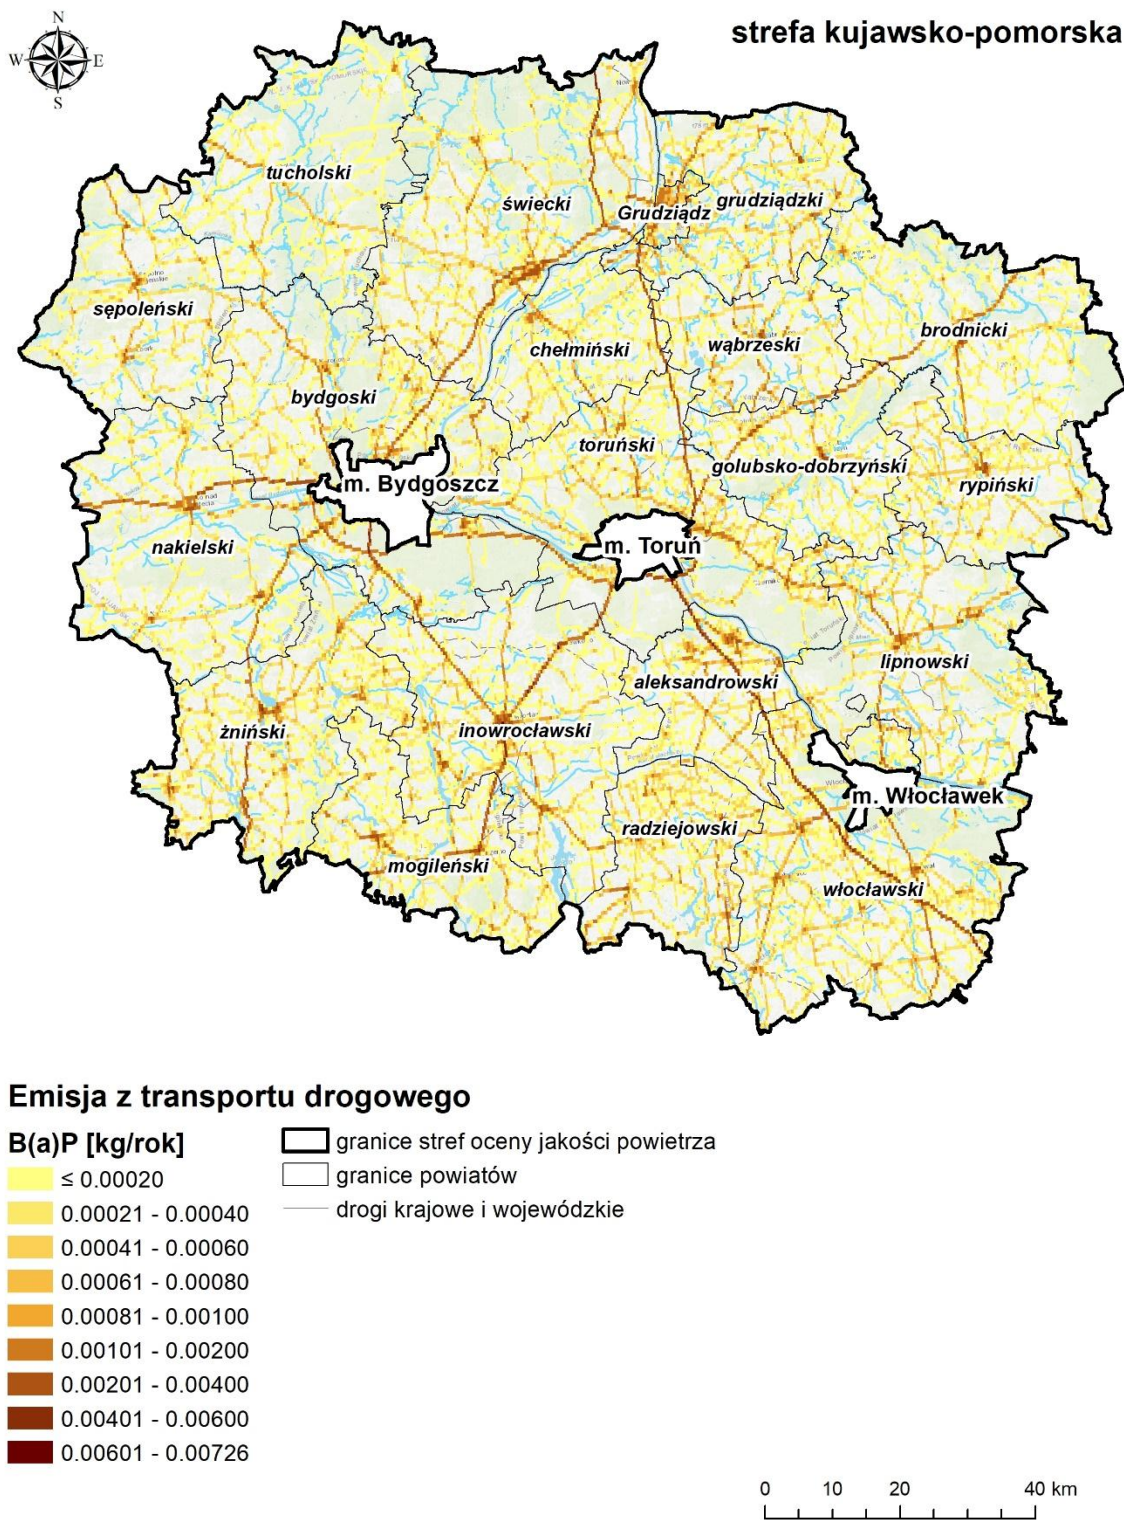 N
W E
S
strefa kujawsko-pomorska
tucholski
świecki
Grudziądz
grudziądzki
sępoleński
brodnicki
chełmiński
wąbrzeski
bydgoski
toruński
golubsko-dobrzyński
rypiński
m. Bydgoszcz
m. Toruń
nakielski
lipnowski
aleksandrowski
żniński
inowrocławski
m. Włocławek
radziejowski
mogileński
włocławski
Emisja z transportu drogowego
B(a)P [kg/rok]
≤ 0.00020
0.00021 - 0.00040
0.00041 - 0.00060
0.00061 - 0.00080
0.00081 - 0.00100
0.00101 - 0.00200
0.00201 - 0.00400
0.00401 - 0.00600
0.00601 - 0.00726
granice stref oceny jakości powietrza
granice powiatów
drogi krajowe i wojewódzkie
0 10 20 40 km